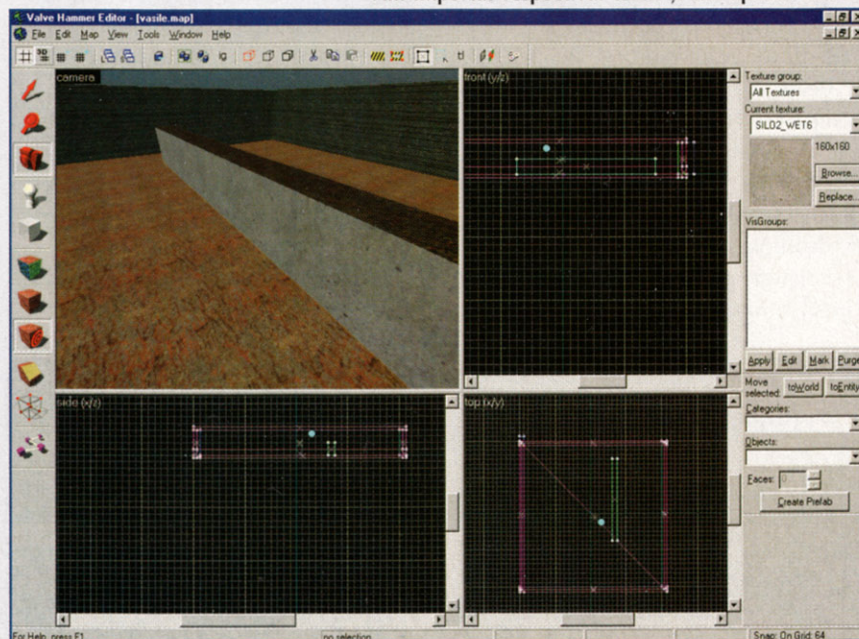 Valve Hammer Editor - [vasile.map]
File Edit Map View Tools Window Help
camera
front (y/z)
Texture group:
All Textures
Current texture:
SILO2_WET6
160x160
Browse...
Replace...
VisGroups:
Apply Edit Mark Purge
Move selected: toWorld toEntity
side (x/z)
top (x/y)
Categories:
Objects:
Faces: 0
Create Prefab
For Help, press F1
no selection
Snap: On Grid: 64